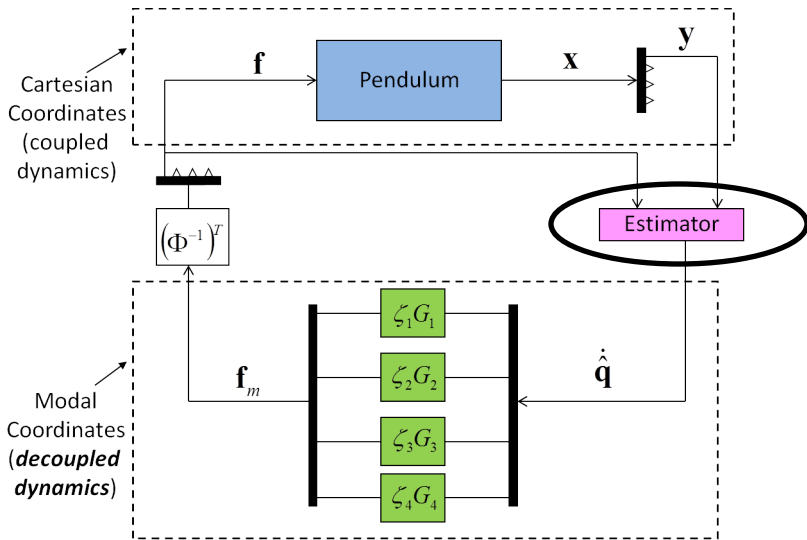 Cartesian
Coordinates
(coupled
dynamics)
f
Pendulum
x
y
(Φ⁻¹)ᵀ
Estimator
ζ₁G₁
ζ₂G₂
ζ₃G₃
ζ₄G₄
fₘ
q̂̇
Modal
Coordinates
(decoupled
dynamics)